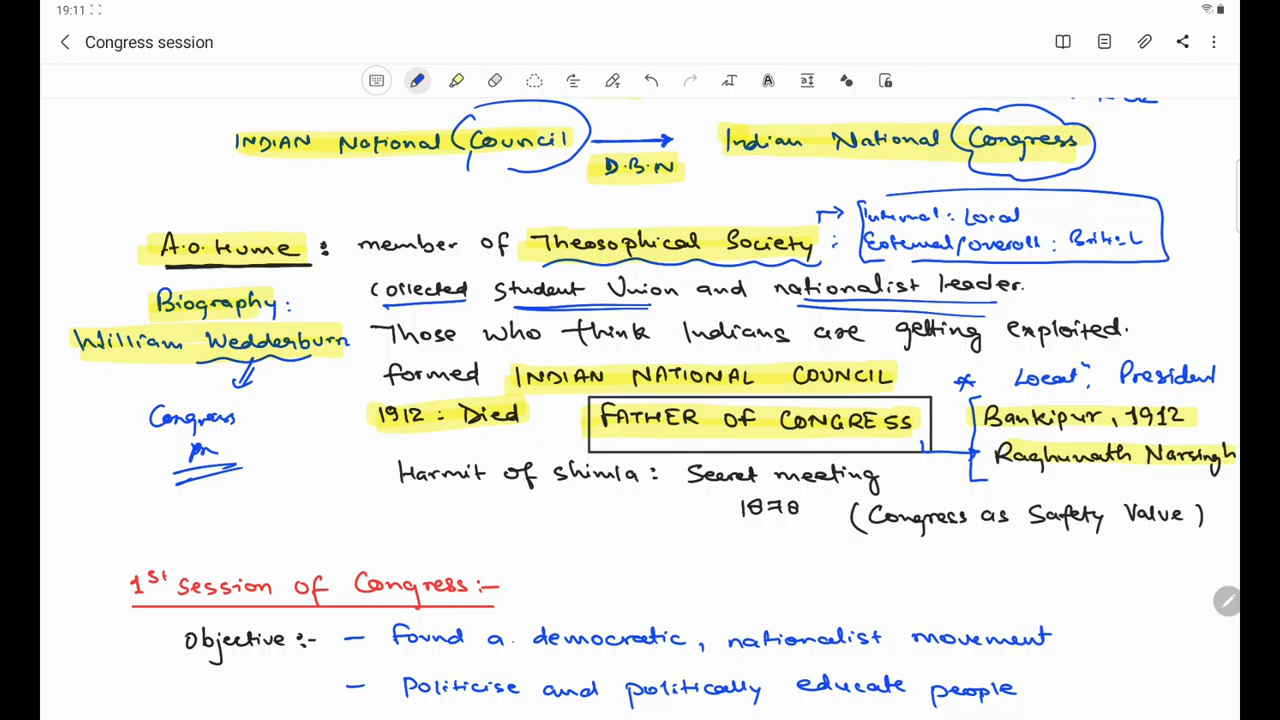 19:11
Congress session
INDIAN National Council → Indian National Congress
D.B.N
A.O. Hume : member of Theosophical Society :
Internal : Local
External/overall :
Biography : collected Student Union and nationalist leader.
William Wedderburn Those who think Indians are getting exploited.
formed INDIAN NATIONAL COUNCIL
* Local", President
Congress 1912 : Died FATHER OF CONGRESS Bankipur, 1912
Raghunath Narsingh
Harmit of Shimla : Secret meeting
1878 (Congress as Safety Value)
1st Session of Congress :-
Objective :- - Found a democratic, nationalist movement
- Politicise and politically educate people